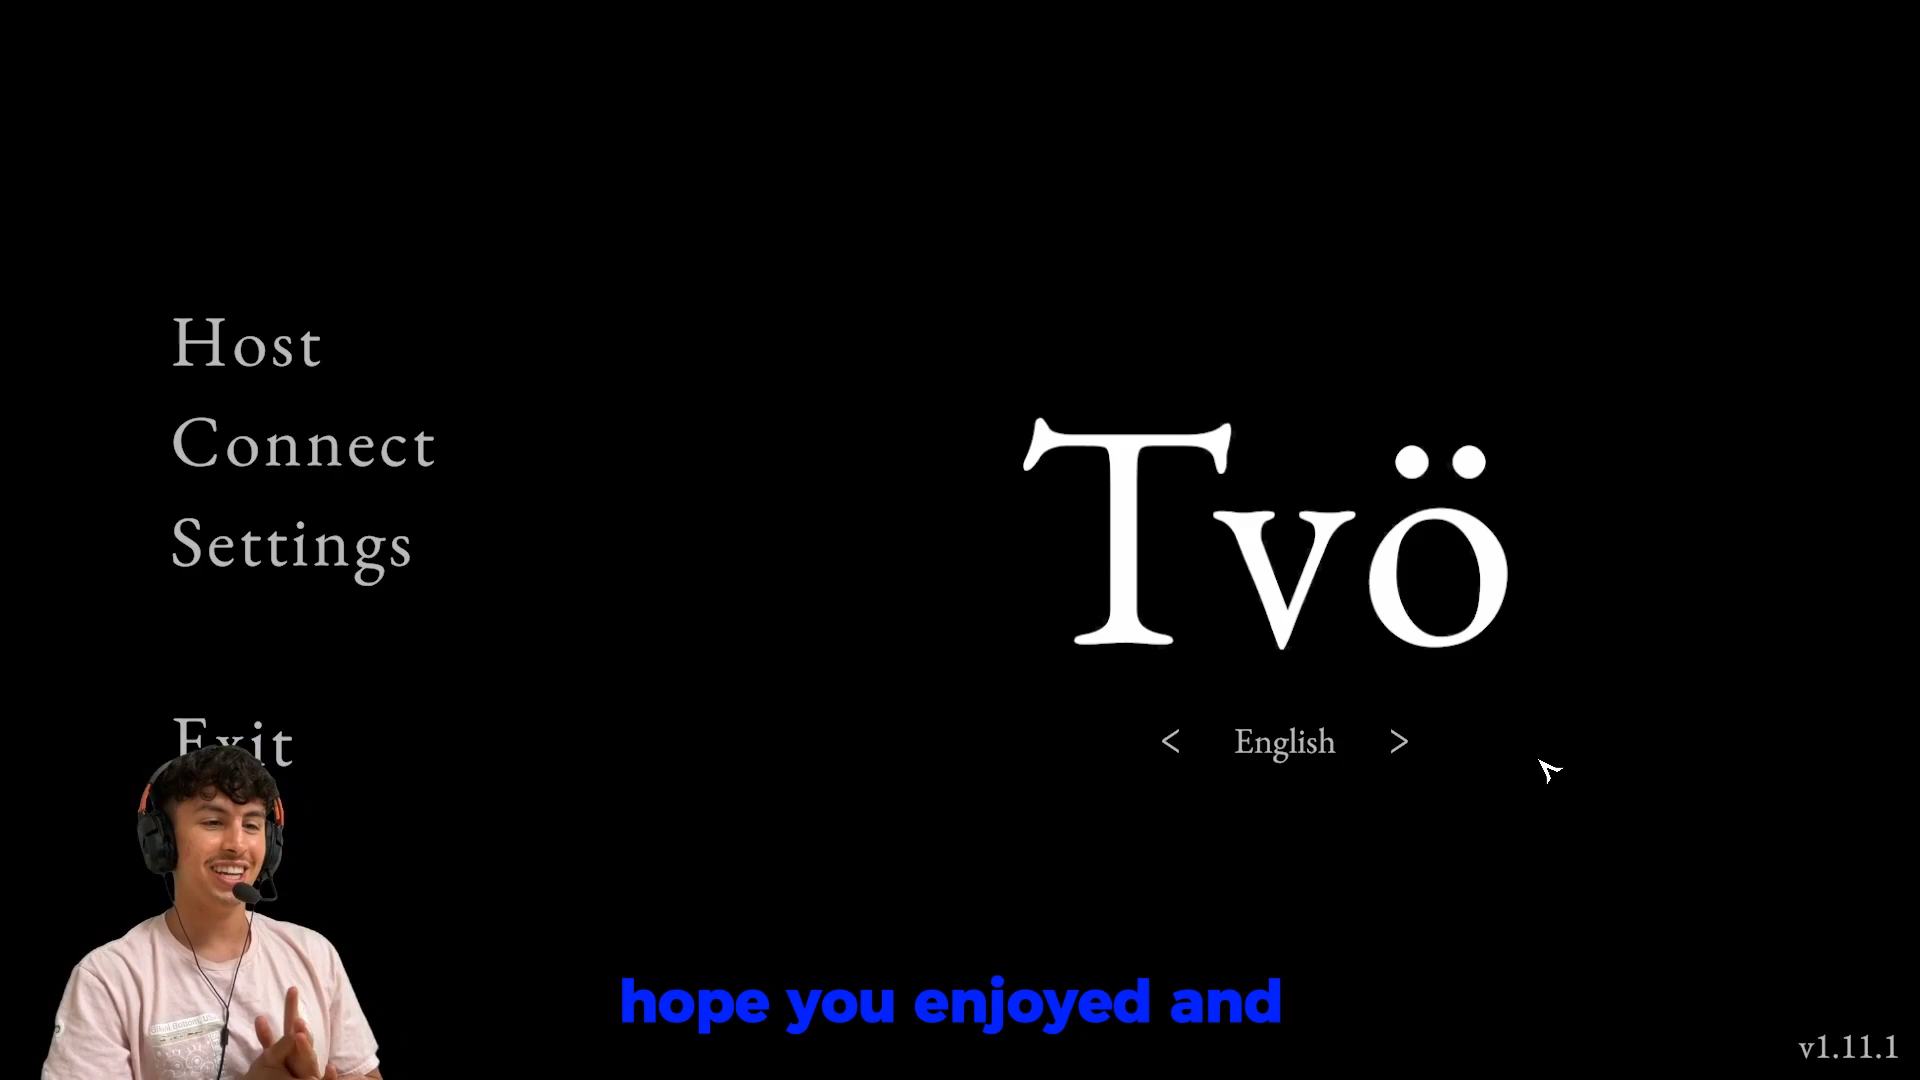 Host
Connect
Settings
Exit
Tvö
< English >
hope you enjoyed and
v1.11.1